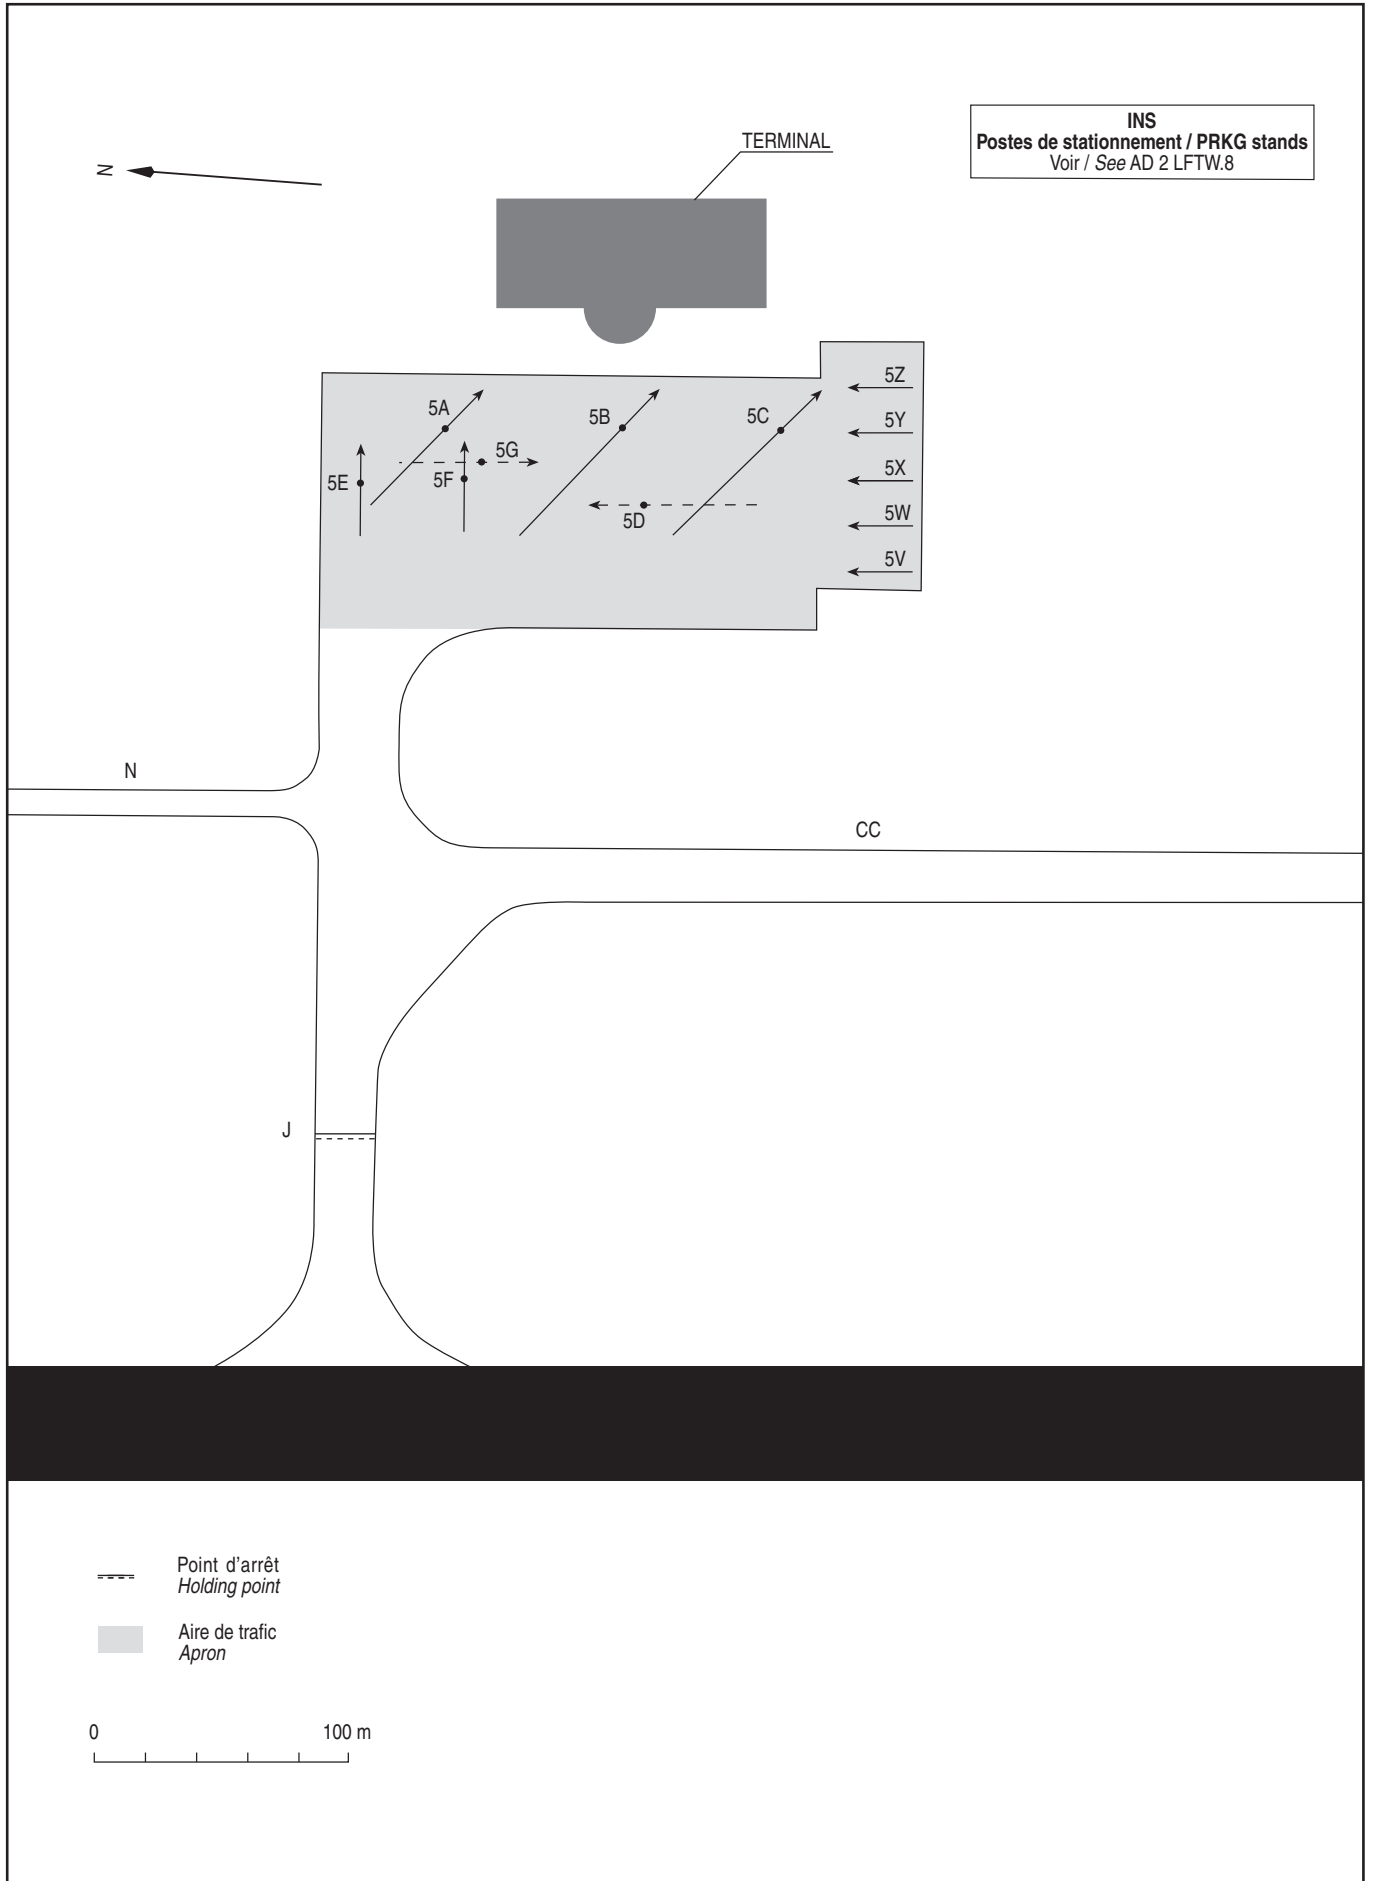 INS
Postes de stationnement / PRKG stands
Voir / See AD 2 LFTW.8
TERMINAL
N
5Z
5A
5B
5C
5Y
5G
5E
5F
5X
5D
5W
5V
N
CC
J
Point d'arrêt
Holding point
Aire de trafic
Apron
0 100 m